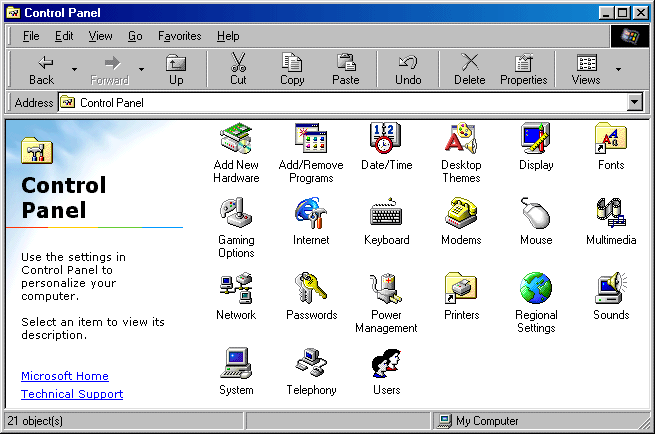 Control Panel
File Edit View Go Favorites Help
Back Forward Up Cut Copy Paste Undo Delete Properties Views
Address Control Panel
Control
Panel
Use the settings in
Control Panel to
personalize your
computer.
Select an item to view its
description.
Microsoft Home
Technical Support
Add New
Hardware
Add/Remove
Programs
Date/Time
Desktop
Themes
Display
Fonts
Gaming
Options
Internet
Keyboard
Modems
Mouse
Multimedia
Network
Passwords
Power
Management
Printers
Regional
Settings
Sounds
System
Telephony
Users
21 object(s) My Computer